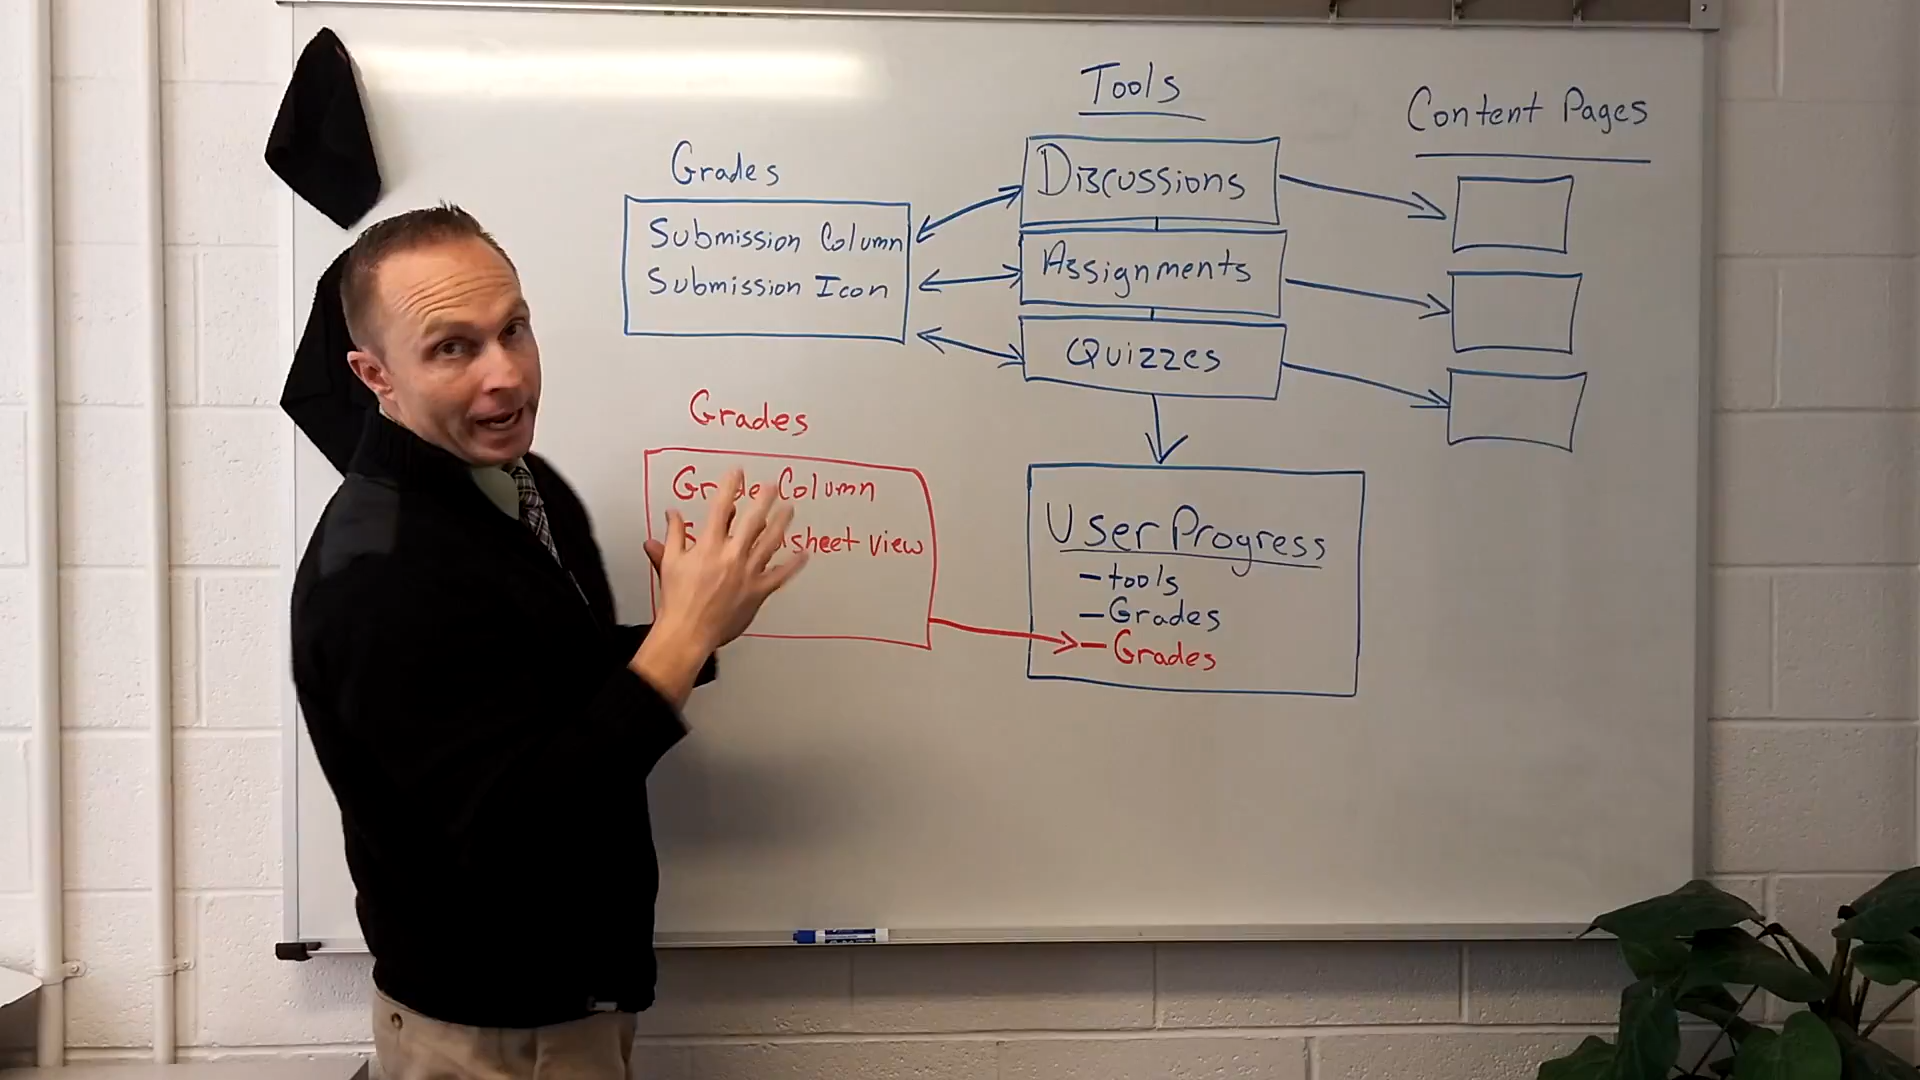 Tools
Content Pages
Grades
Submission Column
Submission Icon
Discussions
Assignments
Quizzes
Grades
Column
view
User Progress
- tools
- Grades
- Grades